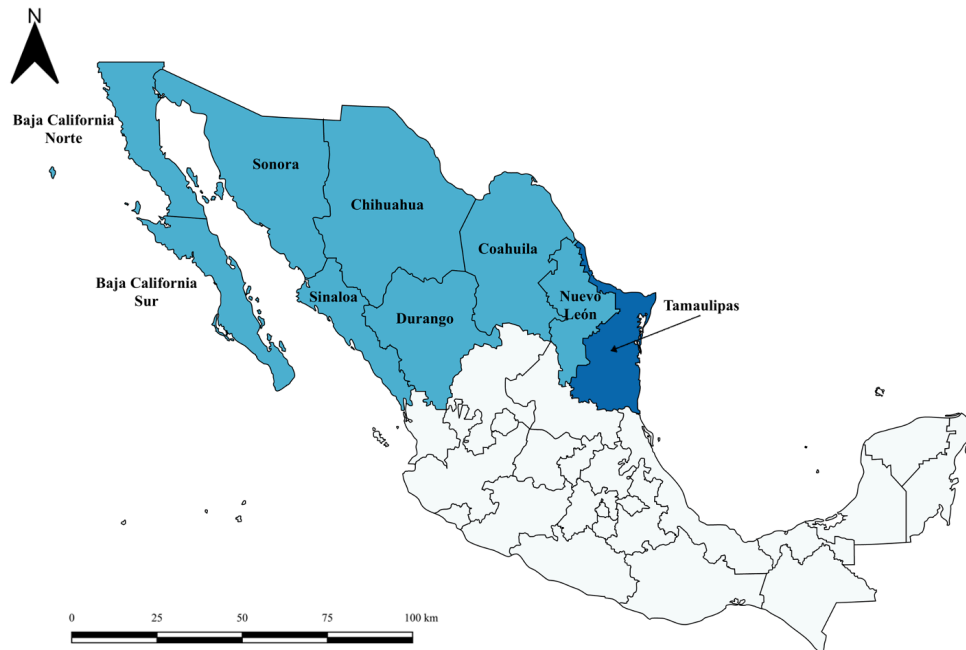 N
Baja California
Norte
Sonora
Chihuahua
Coahuila
Baja California
Sur
Sinaloa
Durango
Nuevo
León
Tamaulipas
0 25 50 75 100 km